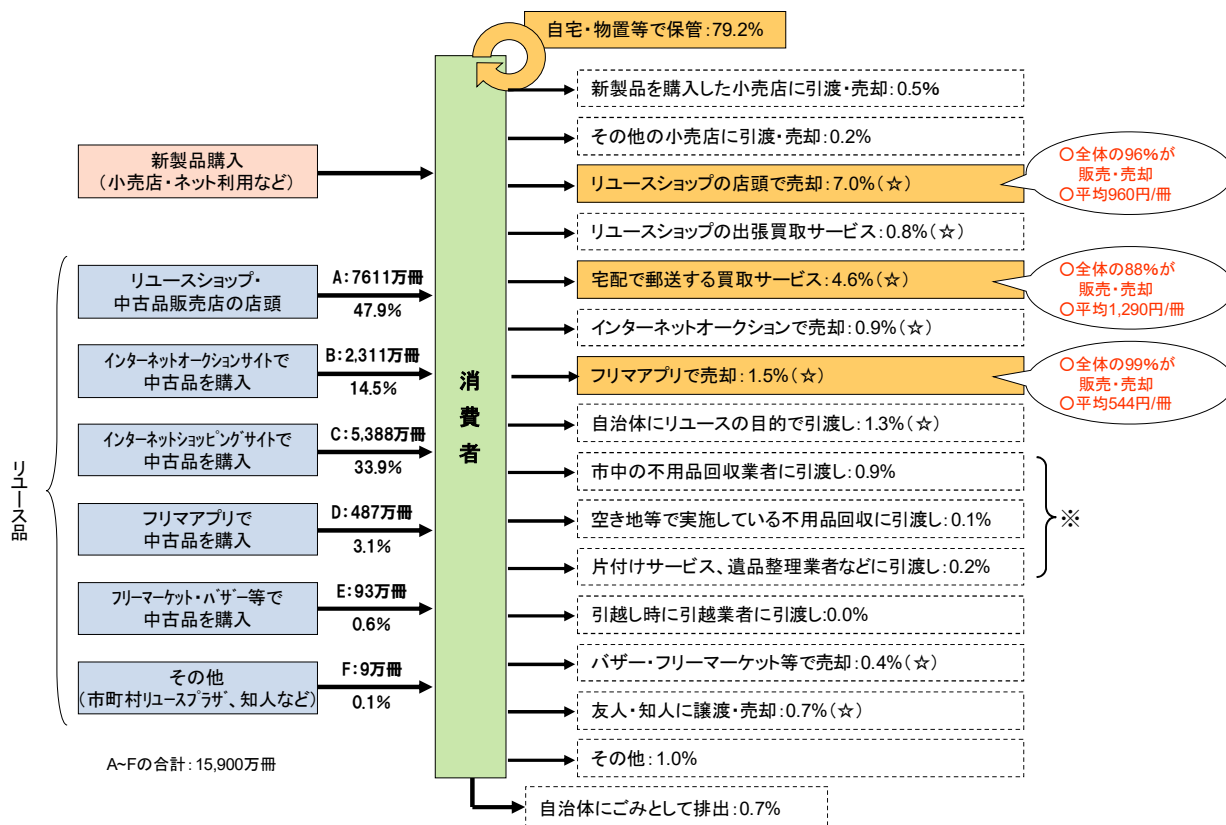 自宅・物置等で保管:79.2%
新製品を購入した小売店に引渡・売却:0.5%
その他の小売店に引渡・売却:0.2%
新製品購入
(小売店・ネット利用など)
リユースショップの店頭で売却:7.0%(☆)
○全体の96%が
販売・売却
○平均960円/冊
リユースショップの出張買取サービス:0.8%(☆)
リユースショップ・
中古品販売店の店頭
A:7611万冊
47.9%
宅配で郵送する買取サービス:4.6%(☆)
○全体の88%が
販売・売却
○平均1,290円/冊
インターネットオークションで売却:0.9%(☆)
インターネットオークションサイトで
中古品を購入
B:2,311万冊
14.5%
フリマアプリで売却:1.5%(☆)
○全体の99%が
販売・売却
○平均544円/冊
消費者
自治体にリユースの目的で引渡し:1.3%(☆)
インターネットショッピングサイトで
中古品を購入
C:5,388万冊
33.9%
市中の不用品回収業者に引渡し:0.9%
リユース品
フリマアプリで
中古品を購入
D:487万冊
3.1%
空き地等で実施している不用品回収に引渡し:0.1%
※
片付けサービス、遺品整理業者などに引渡し:0.2%
フリーマーケット・バザー等で
中古品を購入
E:93万冊
0.6%
引越し時に引越業者に引渡し:0.0%
バザー・フリーマーケット等で売却:0.4%(☆)
その他
(市町村リユースプラザ、知人など)
F:9万冊
0.1%
友人・知人に譲渡・売却:0.7%(☆)
その他:1.0%
A~Fの合計:15,900万冊
自治体にごみとして排出:0.7%